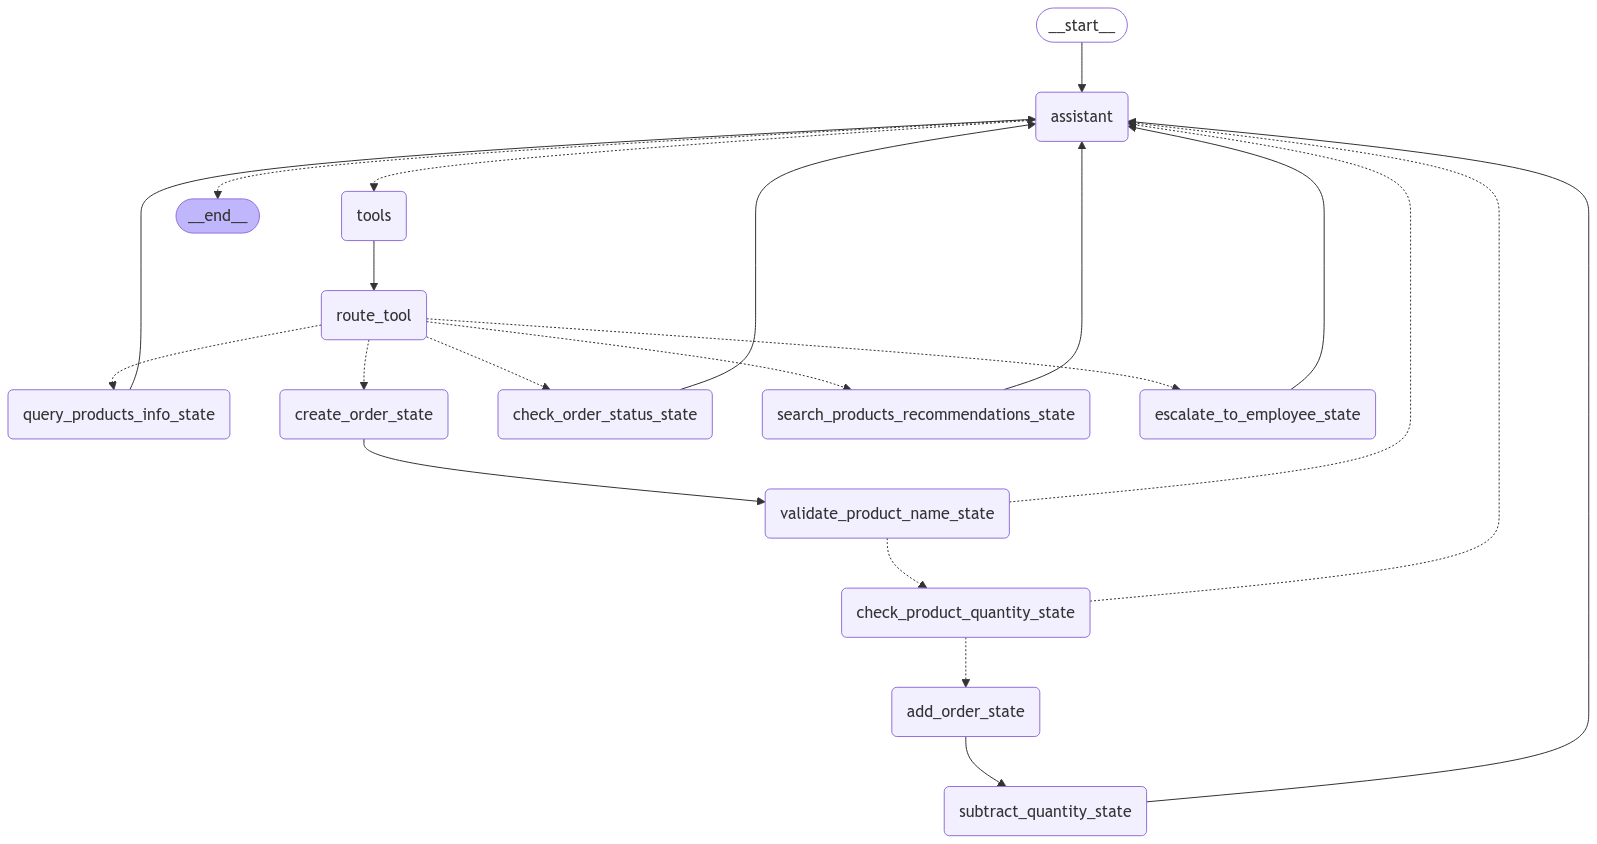 __start__
assistant
__end__
tools
route_tool
query_products_info_state
create_order_state
check_order_status_state
search_products_recommendations_state
escalate_to_employee_state
validate_product_name_state
check_product_quantity_state
add_order_state
subtract_quantity_state